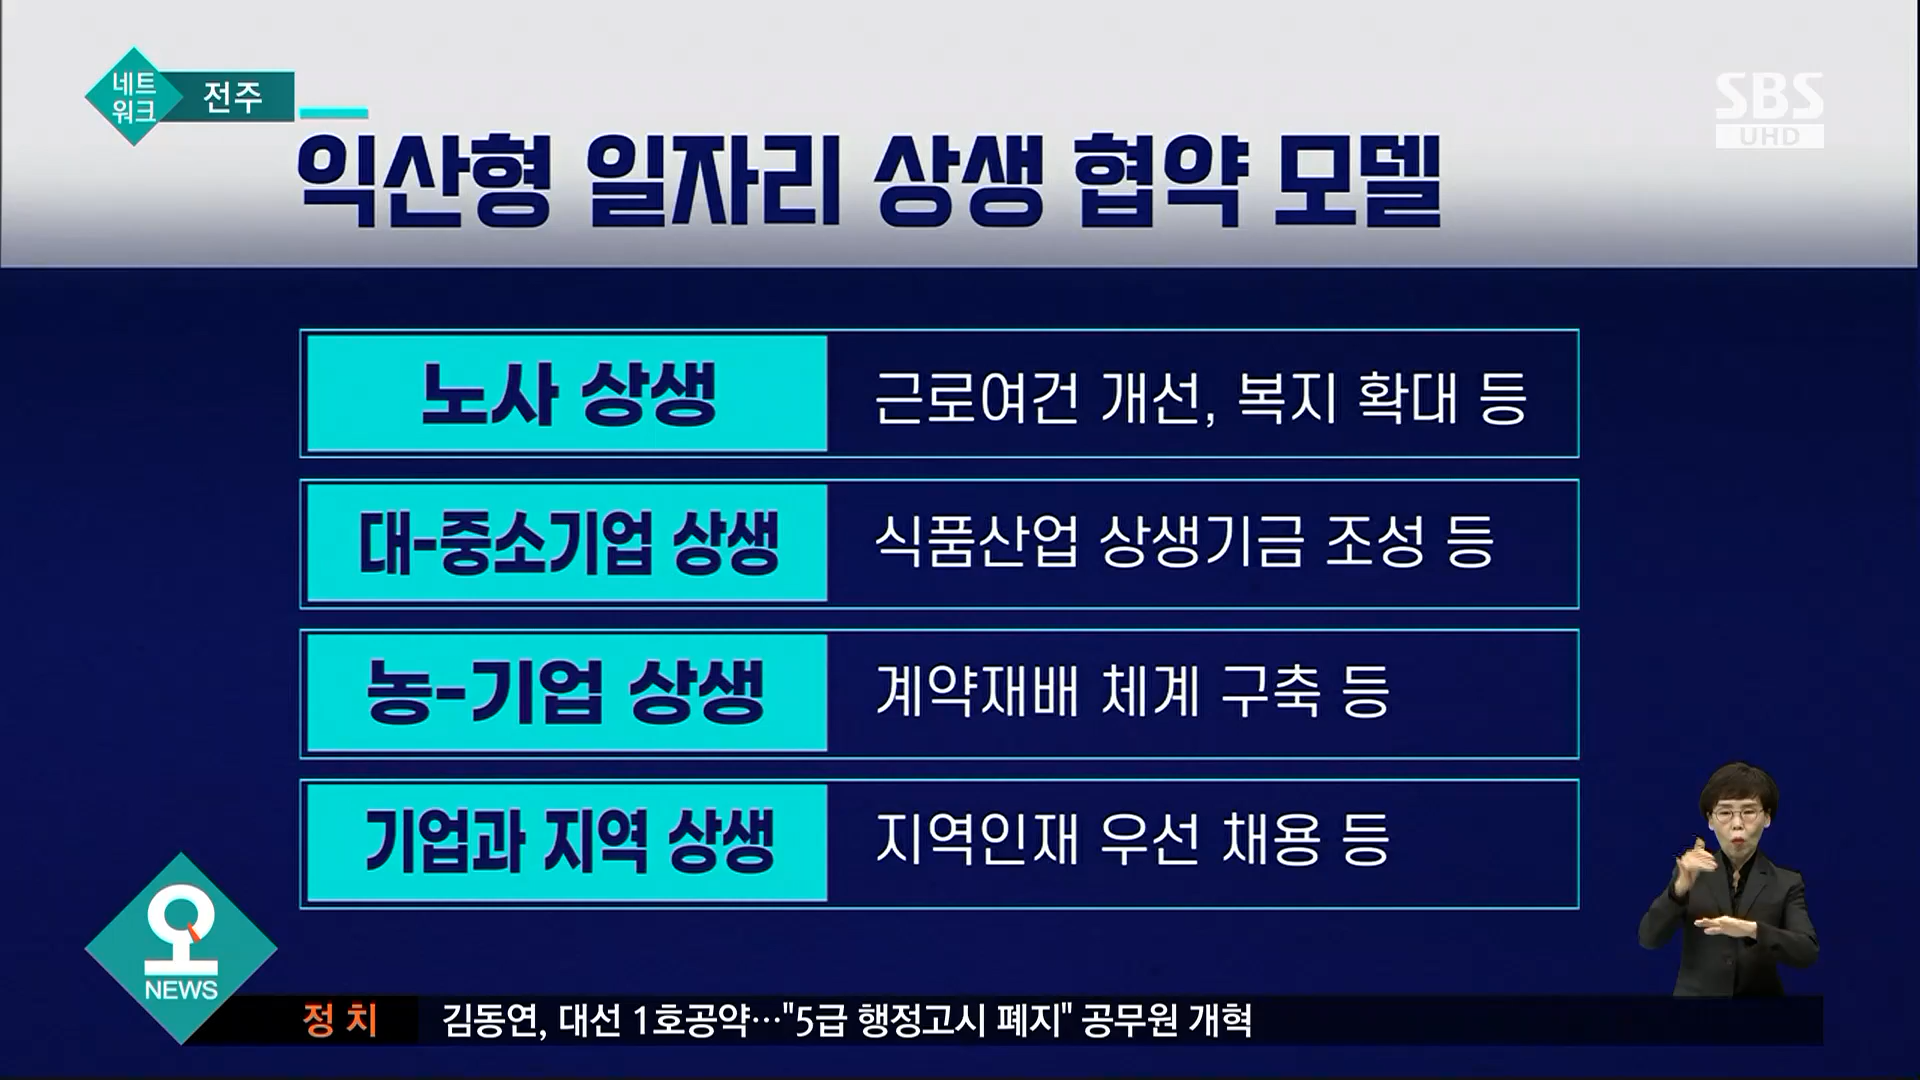 네트
워크
전주
SBS
UHD
익산형 일자리 상생 협약 모델
노사 상생
근로여건 개선, 복지 확대 등
대-중소기업 상생
식품산업 상생기금 조성 등
농-기업 상생
계약재배 체계 구축 등
기업과 지역 상생
지역인재 우선 채용 등
오
NEWS
정치
김동연, 대선 1호공약…"5급 행정고시 폐지" 공무원 개혁